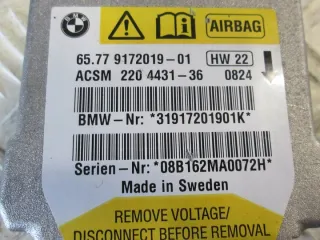 BMW
AIRBAG
65.77 9172019-01 HW 22
ACSM 220 4431-36 0824
BMW-Nr: *31917201901K*
Serien-Nr: *08B162MA0072H*
Made in Sweden
REMOVE VOLTAGE/
DISCONNECT BEFORE REMOVAL